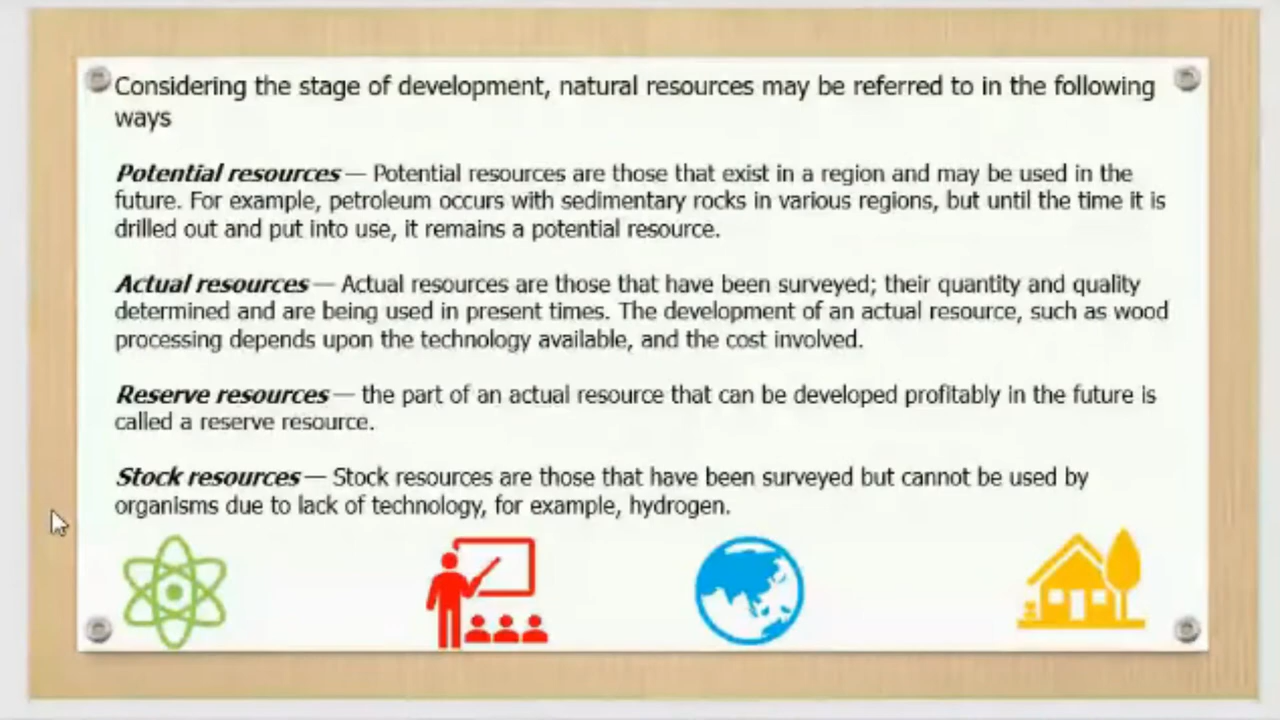 Considering the stage of development, natural resources may be referred to in the following
ways
Potential resources — Potential resources are those that exist in a region and may be used in the
future. For example, petroleum occurs with sedimentary rocks in various regions, but until the time it is
drilled out and put into use, it remains a potential resource.
Actual resources — Actual resources are those that have been surveyed; their quantity and quality
determined and are being used in present times. The development of an actual resource, such as wood
processing depends upon the technology available, and the cost involved.
Reserve resources — the part of an actual resource that can be developed profitably in the future is
called a reserve resource.
Stock resources — Stock resources are those that have been surveyed but cannot be used by
organisms due to lack of technology, for example, hydrogen.